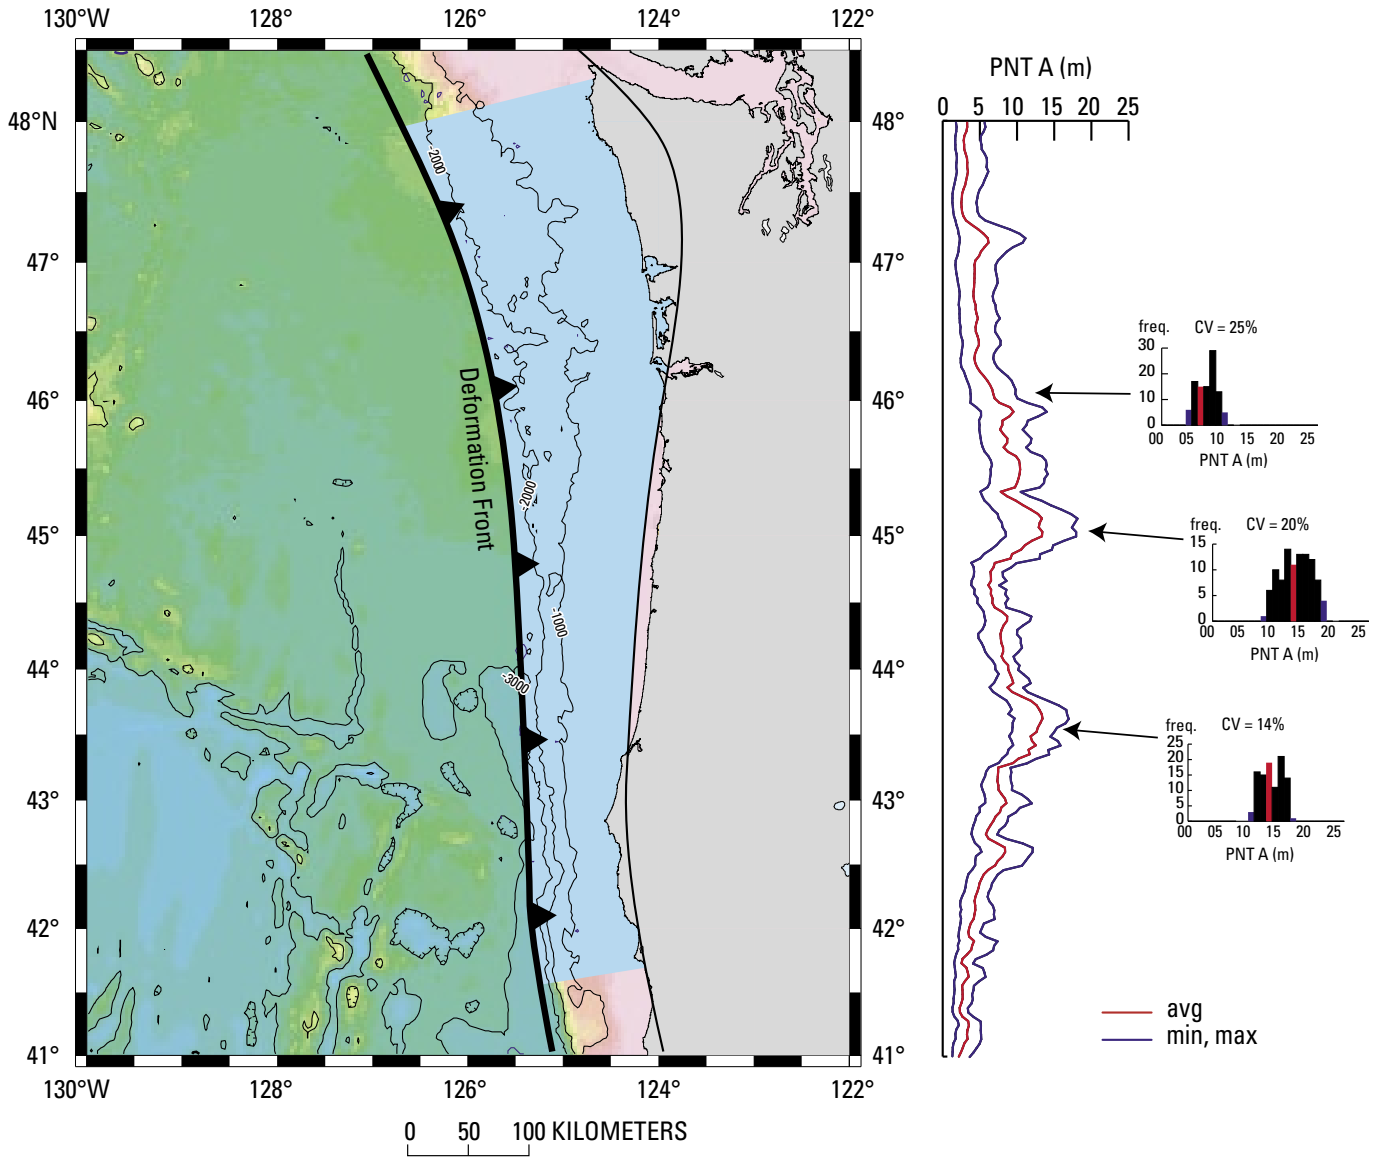 130°W 128° 126° 124° 122°
48°N
47°
46°
45°
44°
43°
42°
41°
48°
47°
46°
45°
44°
43°
42°
41°
130°W 128° 126° 124° 122°
-2000
Deformation Front
-2000
-1000
-3000
0 50 100 KILOMETERS
PNT A (m)
0 5 10 15 20 25
freq. CV = 25%
30
20
10
0
00 05 10 15 20 25
PNT A (m)
freq. CV = 20%
15
10
5
0
00 05 10 15 20 25
PNT A (m)
freq. CV = 14%
25
20
15
10
5
0
00 05 10 15 20 25
PNT A (m)
avg
min, max